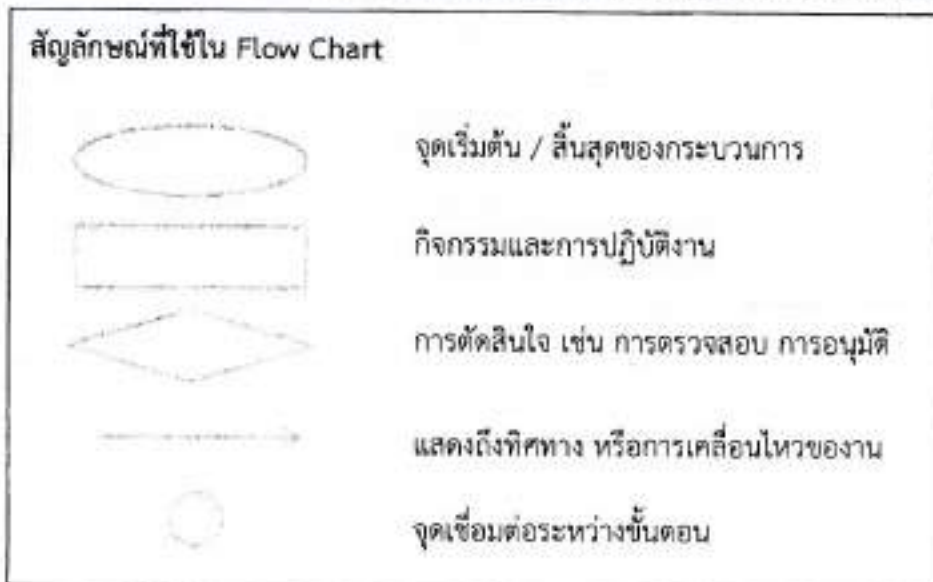 สัญลักษณ์ที่ใช้ใน Flow Chart
จุดเริ่มต้น / สิ้นสุดของกระบวนการ
กิจกรรมและการปฏิบัติงาน
การตัดสินใจ เช่น การตรวจสอบ การอนุมัติ
แสดงถึงทิศทาง หรือการเคลื่อนไหวของงาน
จุดเชื่อมต่อระหว่างขั้นตอน